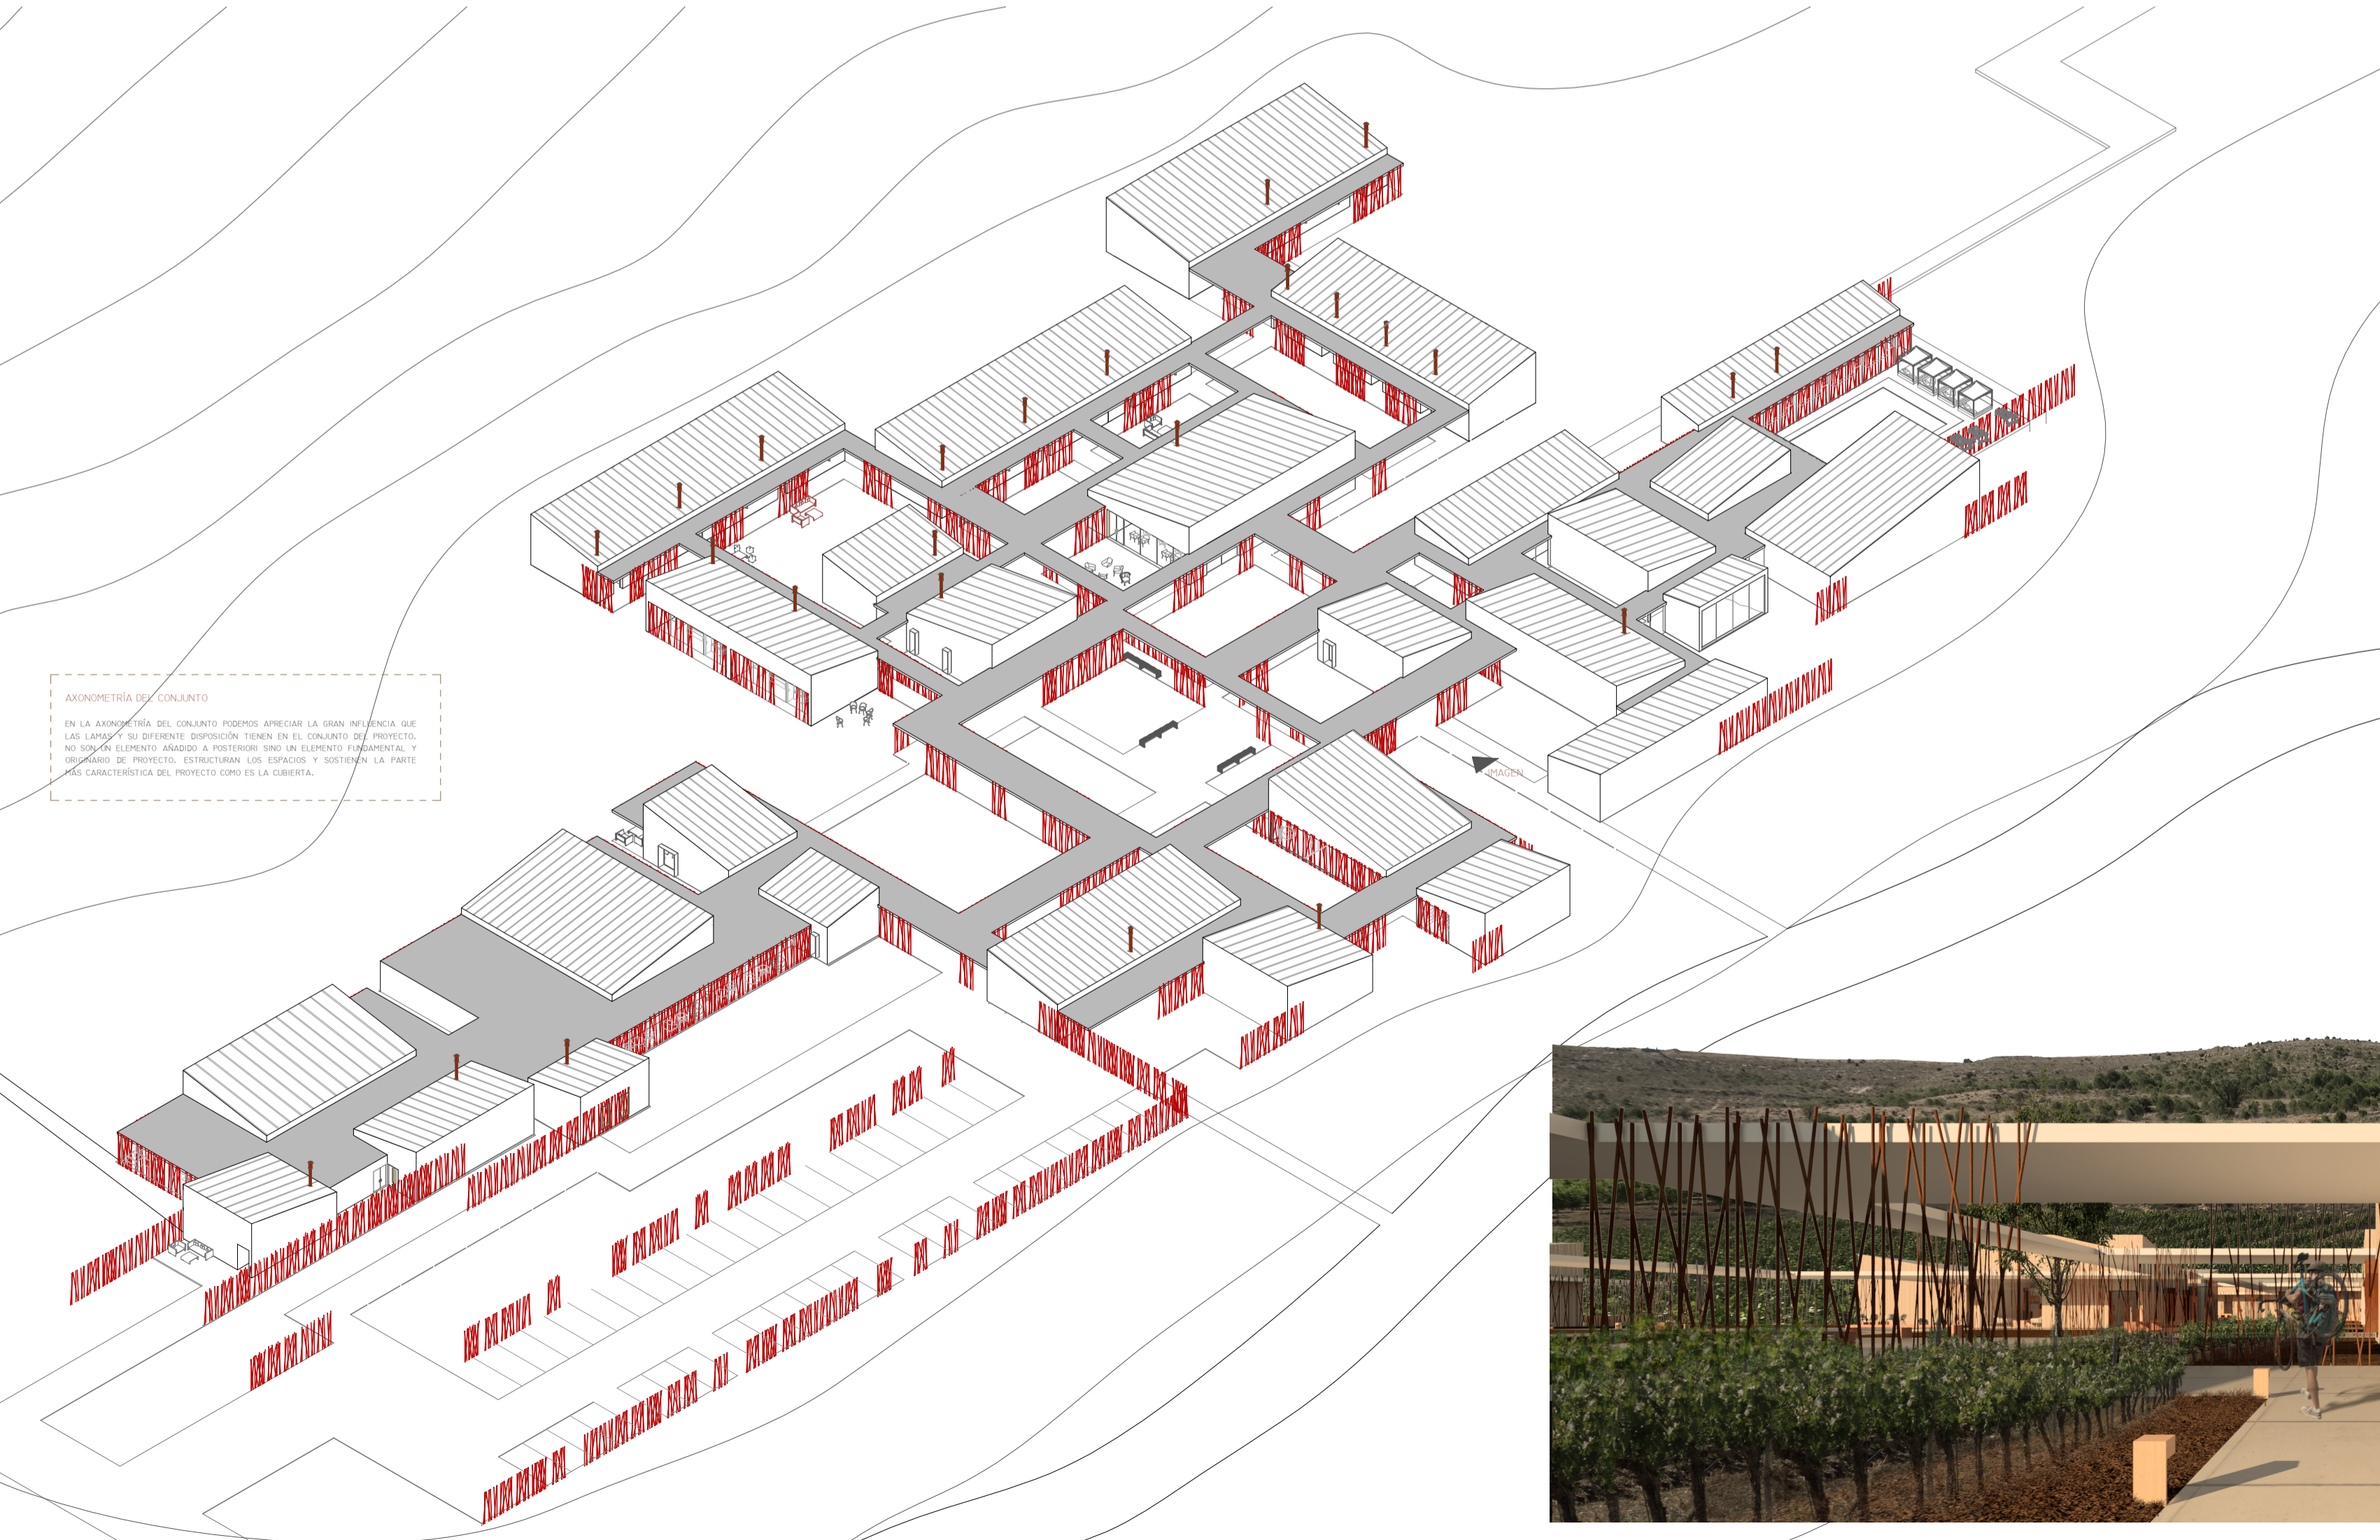 AXONOMETRÍA DEL CONJUNTO
EN LA AXONOMETRÍA DEL CONJUNTO PODEMOS APRECIAR LA GRAN INFLUENCIA QUE
LAS LAMAS Y SU DIFERENTE DISPOSICIÓN TIENEN EN EL CONJUNTO DEL PROYECTO.
NO SON UN ELEMENTO AÑADIDO A POSTERIORI SINO UN ELEMENTO FUNDAMENTAL Y
ORIGINARIO DE PROYECTO. ESTRUCTURAN LOS ESPACIOS Y SOSTIENEN LA PARTE
MÁS CARACTERÍSTICA DEL PROYECTO COMO ES LA CUBIERTA.
IMAGEN